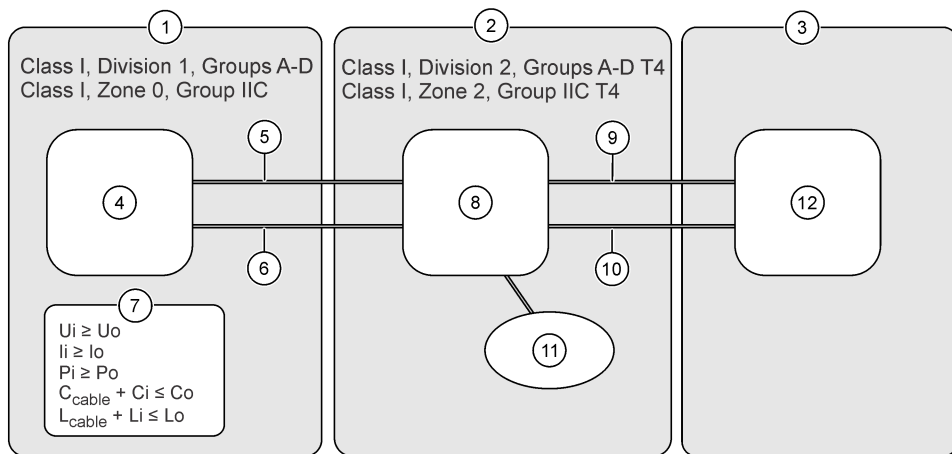 1
2
3
Class I, Division 1, Groups A-D
Class I, Zone 0, Group IIC
Class I, Division 2, Groups A-D T4
Class I, Zone 2, Group IIC T4
5
9
4
8
12
6
10
7
Ui ≥ Uo
Ii ≥ Io
Pi ≥ Po
Ccable + Ci ≤ Co
Lcable + Li ≤ Lo
11